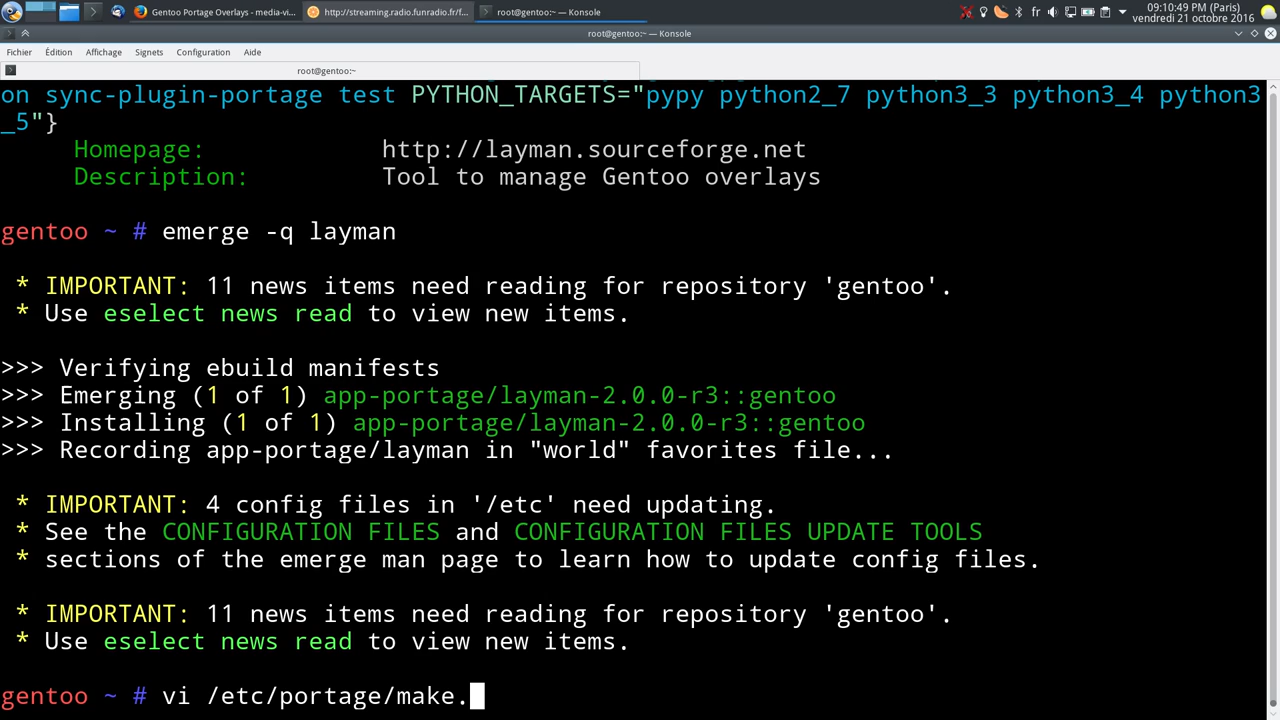 Gentoo Portage Overlays – media-vi...
http://streaming.radio.funradio.fr/f...
root@gentoo:~ — Konsole
fr
09:10:49 PM (Paris)
vendredi 21 octobre 2016
root@gentoo:~ — Konsole
Fichier Édition Affichage Signets Configuration Aide
root@gentoo:~
on sync-plugin-portage test PYTHON_TARGETS="pypy python2_7 python3_3 python3_4 python3
_5"}
Homepage: http://layman.sourceforge.net
Description: Tool to manage Gentoo overlays
gentoo ~ # emerge -q layman
* IMPORTANT: 11 news items need reading for repository 'gentoo'.
* Use eselect news read to view new items.
>>> Verifying ebuild manifests
>>> Emerging (1 of 1) app-portage/layman-2.0.0-r3::gentoo
>>> Installing (1 of 1) app-portage/layman-2.0.0-r3::gentoo
>>> Recording app-portage/layman in "world" favorites file...
* IMPORTANT: 4 config files in '/etc' need updating.
* See the CONFIGURATION FILES and CONFIGURATION FILES UPDATE TOOLS
* sections of the emerge man page to learn how to update config files.
* IMPORTANT: 11 news items need reading for repository 'gentoo'.
* Use eselect news read to view new items.
gentoo ~ # vi /etc/portage/make.